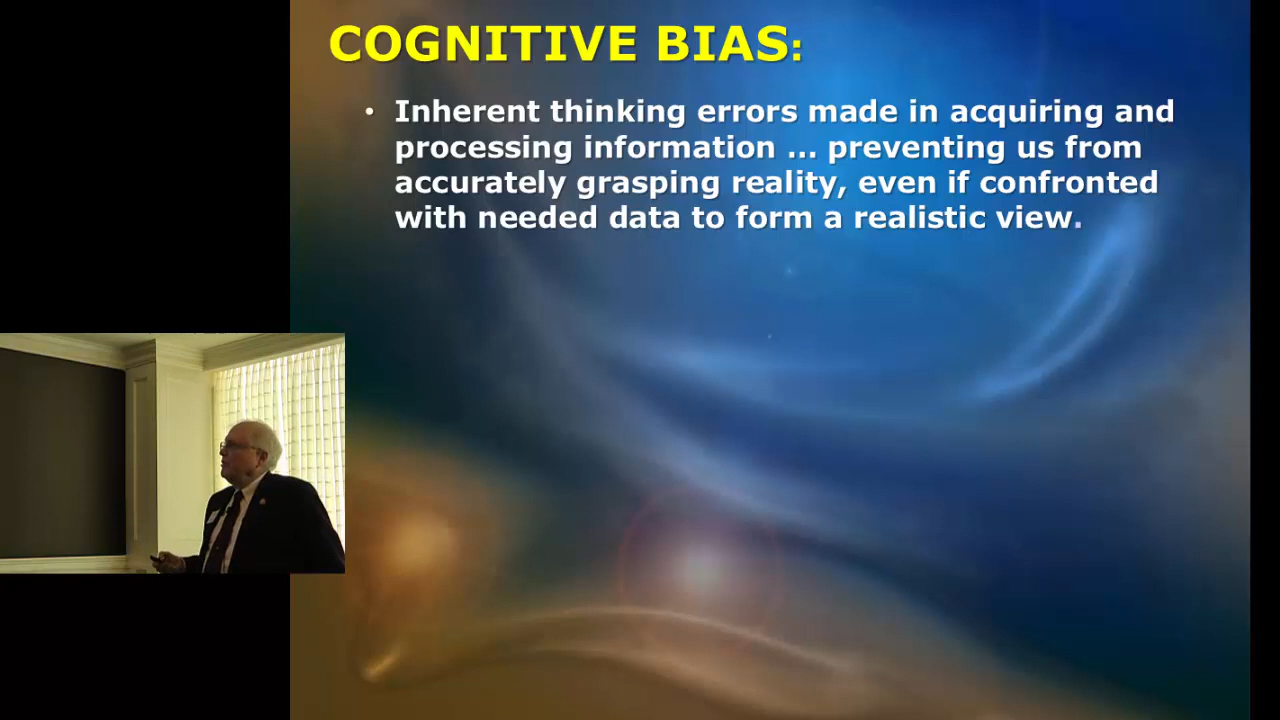 COGNITIVE BIAS:
• Inherent thinking errors made in acquiring and
processing information ... preventing us from
accurately grasping reality, even if confronted
with needed data to form a realistic view.